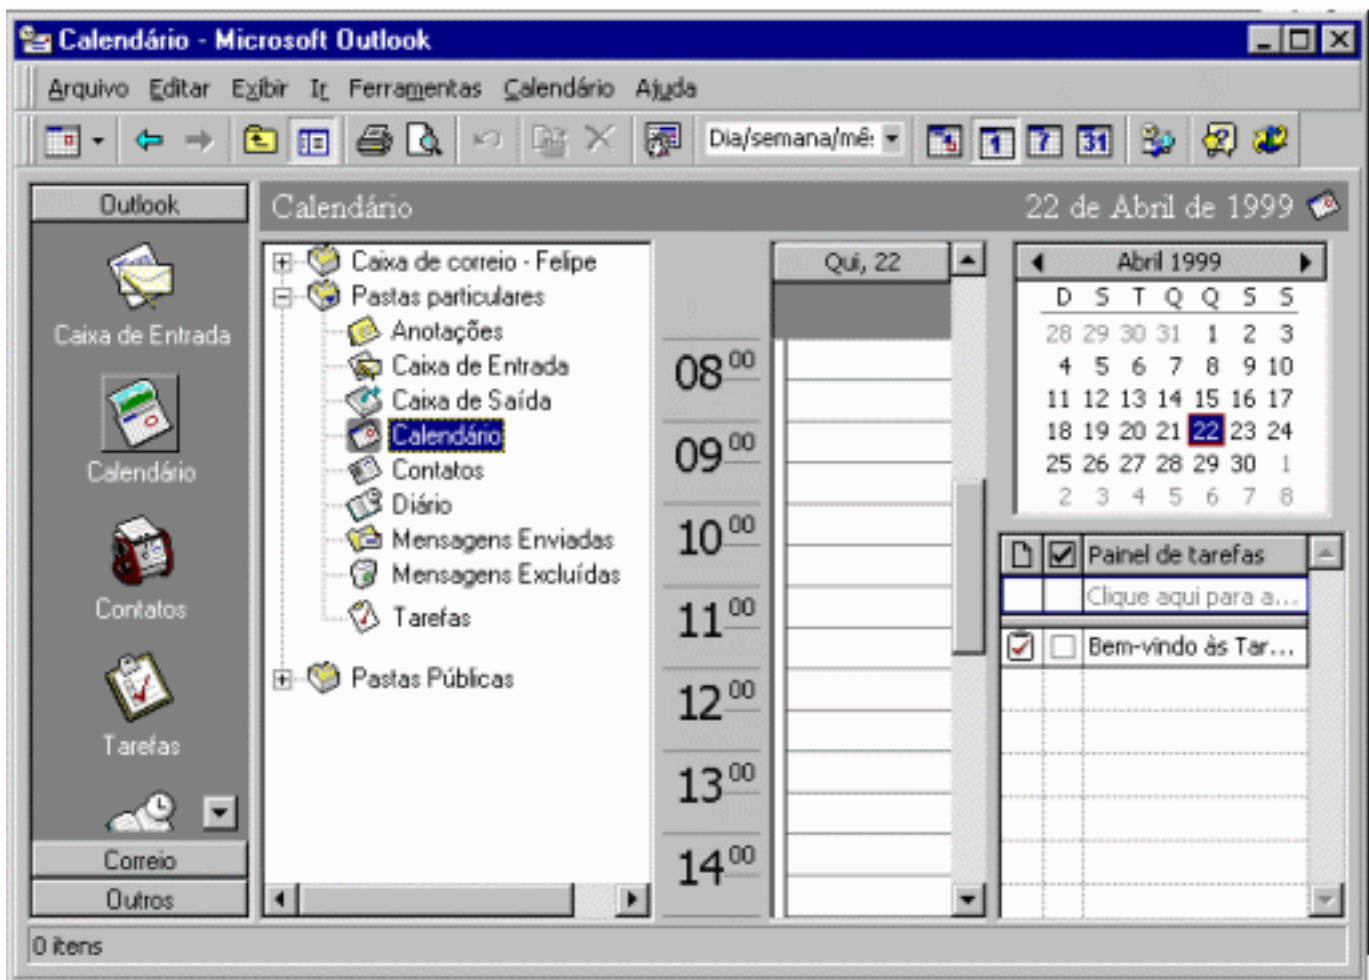 Calendário - Microsoft Outlook
Arquivo Editar Exibir Ir Ferramentas Calendário Ajuda
Dia/semana/mê: 1 7 31
Outlook
Calendário
22 de Abril de 1999
Caixa de Entrada
Calendário
Contatos
Tarefas
Correio
Outros
Caixa de correio - Felipe
Pastas particulares
Anotações
Caixa de Entrada
Caixa de Saída
Calendário
Contatos
Diário
Mensagens Enviadas
Mensagens Excluídas
Tarefas
Pastas Públicas
Qui, 22
08 00
09 00
10 00
11 00
12 00
13 00
14 00
Abril 1999
D S T Q Q S S
28 29 30 31 1 2 3
4 5 6 7 8 9 10
11 12 13 14 15 16 17
18 19 20 21 22 23 24
25 26 27 28 29 30 1
2 3 4 5 6 7 8
Painel de tarefas
Clique aqui para a...
Bem-vindo às Tar...
0 itens